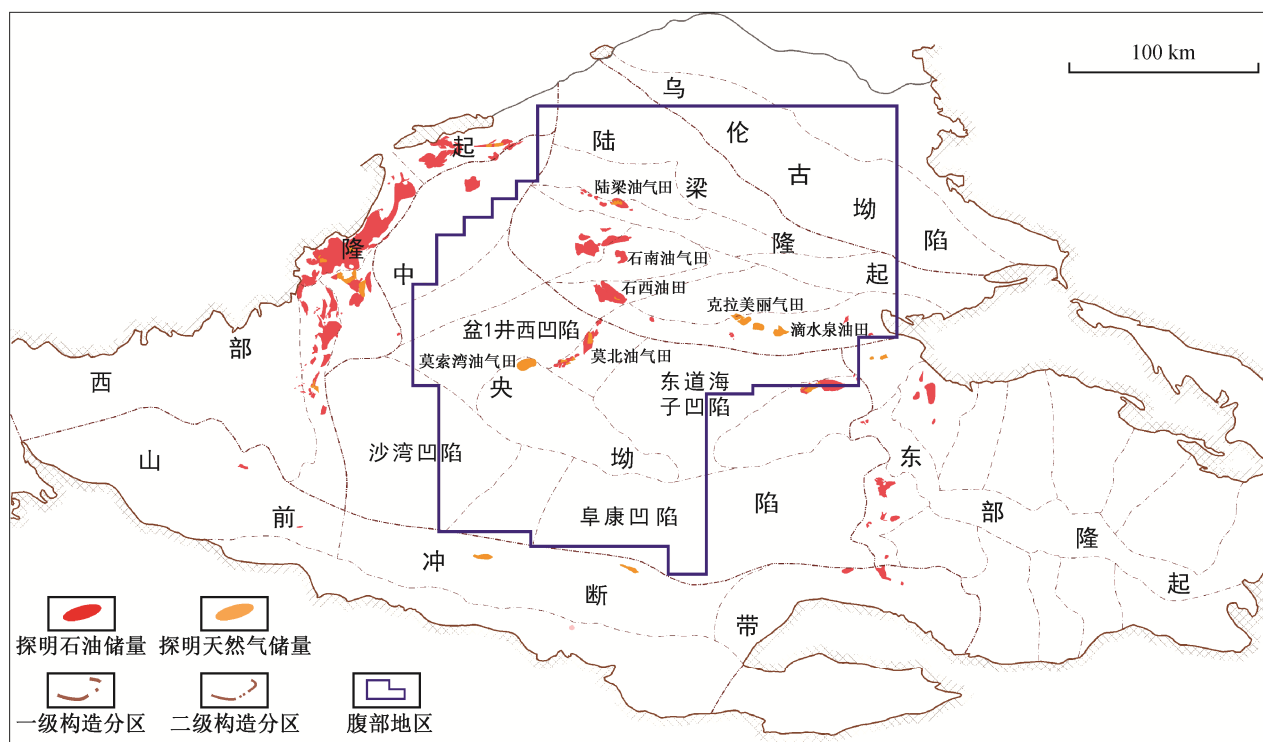 100 km
乌伦古坳陷
陆梁隆起
陆梁油气田
石南油气田
石西油田
克拉美丽气田
滴水泉油田
盆1井西凹陷
莫索湾油气田
莫北油气田
东道海
子凹陷
中央坳陷
沙湾凹陷
阜康凹陷
西部隆起
东部隆起
山前冲断带
探明石油储量
探明天然气储量
一级构造分区
二级构造分区
腹部地区